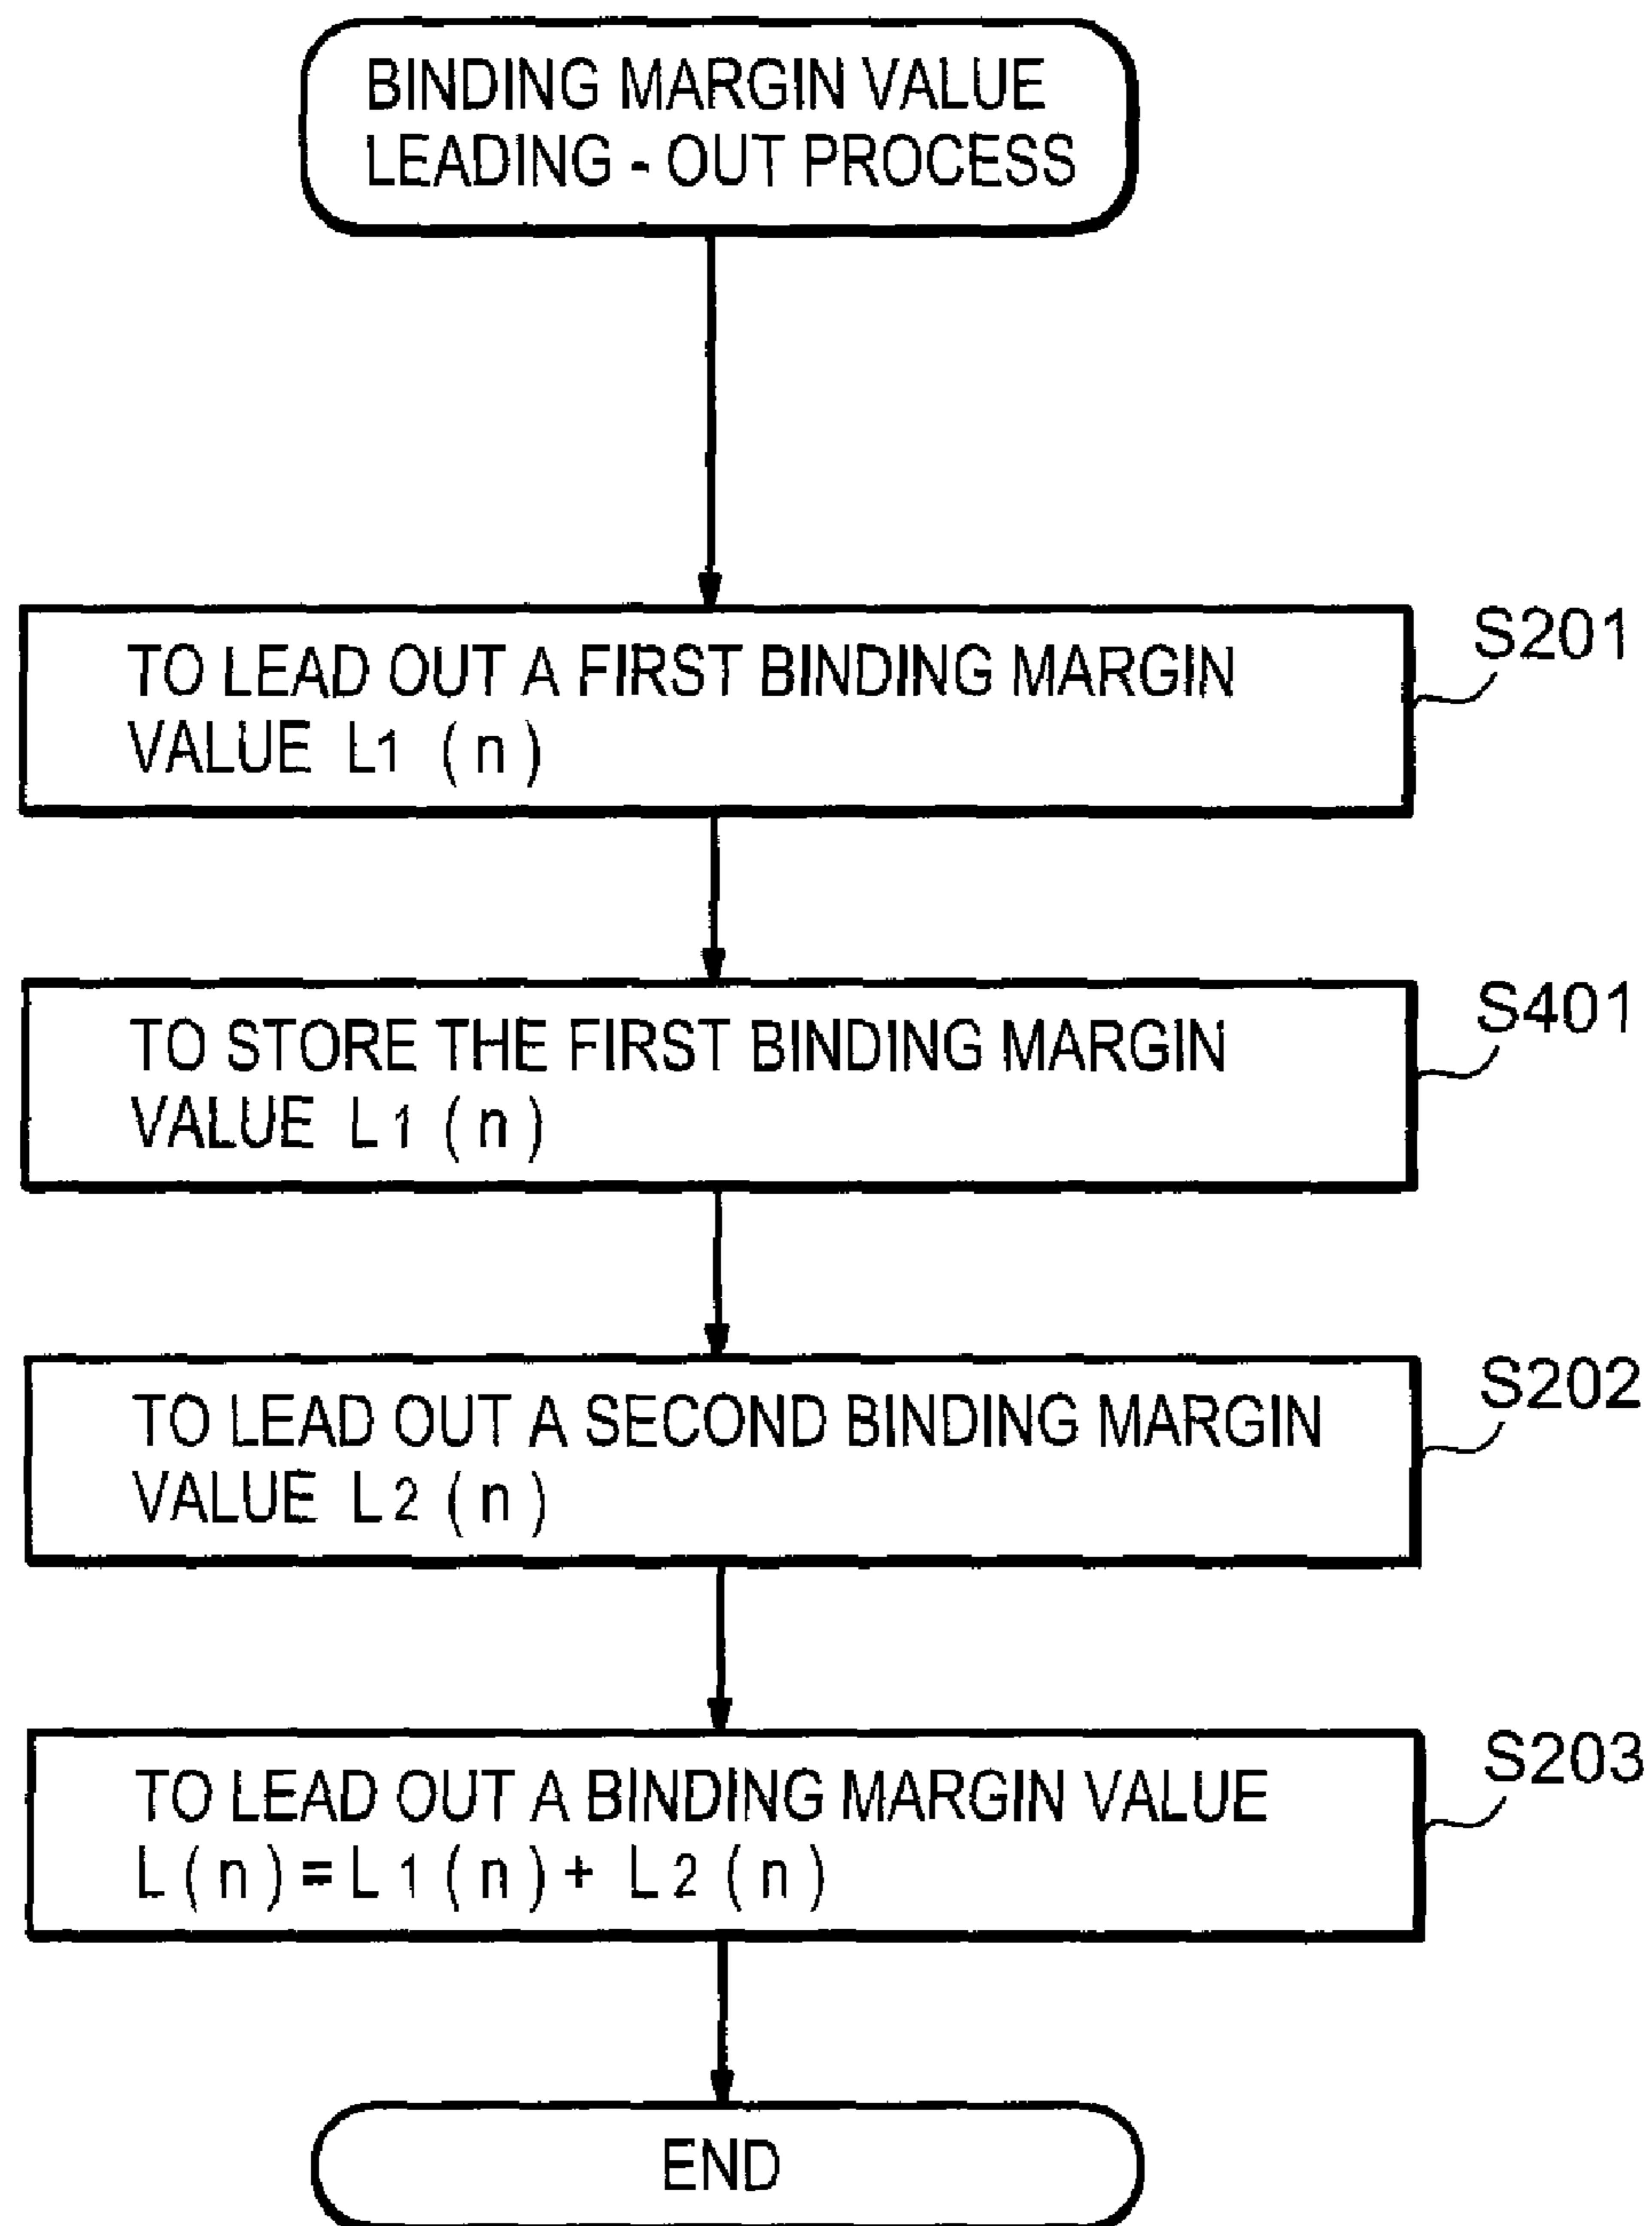 BINDING MARGIN VALUE
LEADING - OUT PROCESS
TO LEAD OUT A FIRST BINDING MARGIN
VALUE L1 (n)
S201
TO STORE THE FIRST BINDING MARGIN
VALUE L1 (n)
S401
TO LEAD OUT A SECOND BINDING MARGIN
VALUE L2 (n)
S202
TO LEAD OUT A BINDING MARGIN VALUE
L (n) = L1 (n) + L2 (n)
S203
END